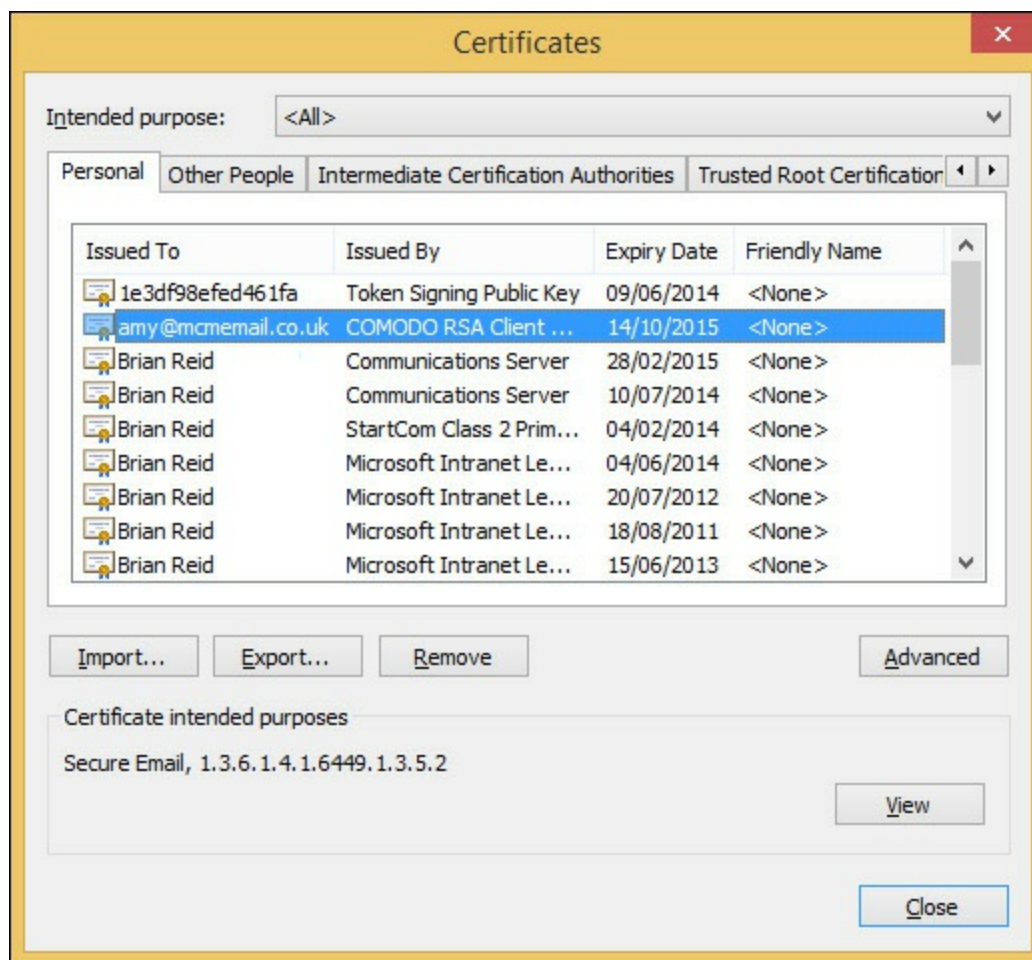 Certificates
Intended purpose: <All>
Personal Other People Intermediate Certification Authorities Trusted Root Certification
Issued To Issued By Expiry Date Friendly Name
1e3df98efed461fa Token Signing Public Key 09/06/2014 <None>
amy@mcmemail.co.uk COMODO RSA Client ... 14/10/2015 <None>
Brian Reid Communications Server 28/02/2015 <None>
Brian Reid Communications Server 10/07/2014 <None>
Brian Reid StartCom Class 2 Prim... 04/02/2014 <None>
Brian Reid Microsoft Intranet Le... 04/06/2014 <None>
Brian Reid Microsoft Intranet Le... 20/07/2012 <None>
Brian Reid Microsoft Intranet Le... 18/08/2011 <None>
Brian Reid Microsoft Intranet Le... 15/06/2013 <None>
Import... Export... Remove Advanced
Certificate intended purposes
Secure Email, 1.3.6.1.4.1.6449.1.3.5.2
View
Close